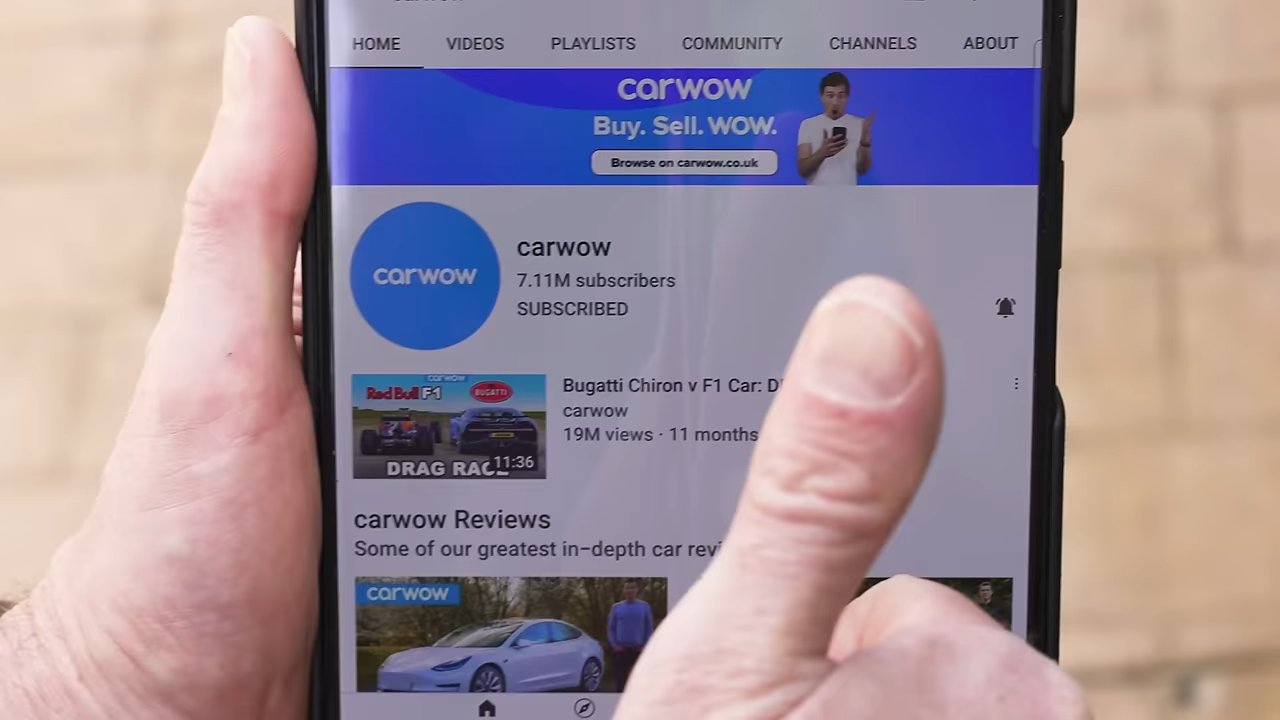 HOME VIDEOS PLAYLISTS COMMUNITY CHANNELS ABOUT
carwow
Buy. Sell. WOW.
Browse on carwow.co.uk
carwow
carwow
7.11M subscribers
SUBSCRIBED
carwow
Red Bull F1 BUGATTI
DRAG RACE
11:36
Bugatti Chiron v F1 Car:
carwow
19M views · 11 months
carwow Reviews
Some of our greatest in-depth car
carwow